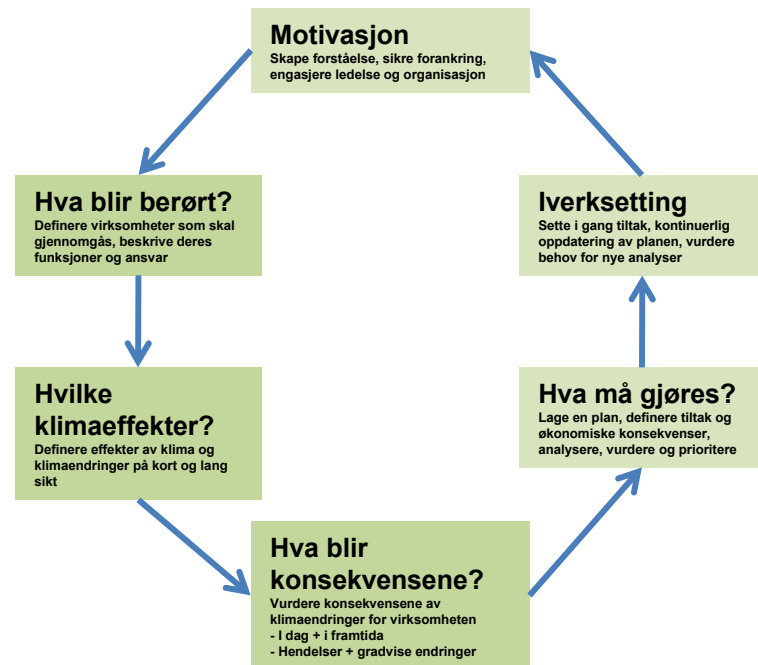 Motivasjon
Skape forståelse, sikre forankring,
engasjere ledelse og organisasjon
Hva blir berørt?
Definere virksomheter som skal
gjennomgås, beskrive deres
funksjoner og ansvar
Hvilke
klimaeffekter?
Definere effekter av klima og
klimaendringer på kort og lang
sikt
Hva blir
konsekvensene?
Vurdere konsekvensene av
klimaendringer for virksomheten
- I dag + i framtida
- Hendelser + gradvise endringer
Hva må gjøres?
Lage en plan, definere tiltak og
økonomiske konsekvenser,
analysere, vurdere og prioritere
Iverksetting
Sette i gang tiltak, kontinuerlig
oppdatering av planen, vurdere
behov for nye analyser